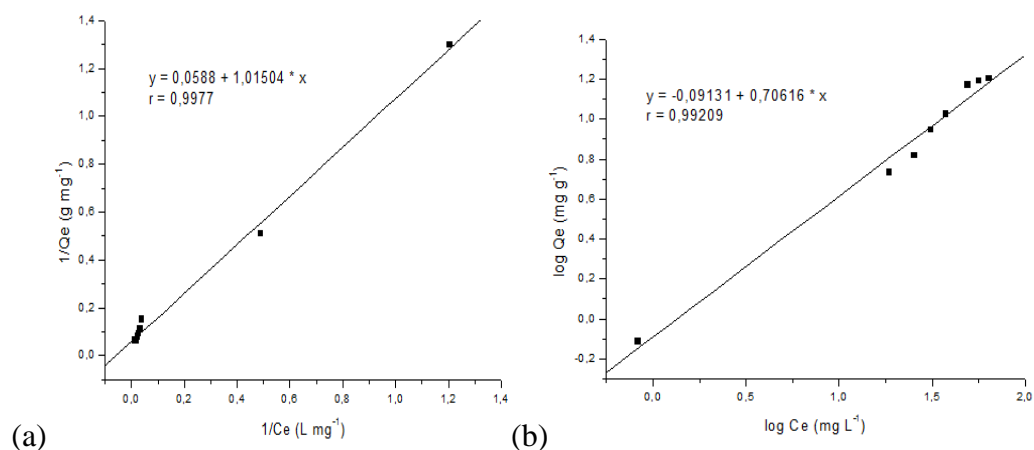 1,4
1,2
1,0
0,8
0,6
0,4
0,2
0,0
1/Qe (g mg⁻¹)
y = 0,0588 + 1,01504 * x
r = 0,9977
0,0 0,2 0,4 0,6 0,8 1,0 1,2 1,4
1/Ce (L mg⁻¹)
(a)
1,4
1,2
1,0
0,8
0,6
0,4
0,2
0,0
-0,2
log Qe (mg g⁻¹)
y = -0,09131 + 0,70616 * x
r = 0,99209
0,0 0,5 1,0 1,5 2,0
log Ce (mg L⁻¹)
(b)